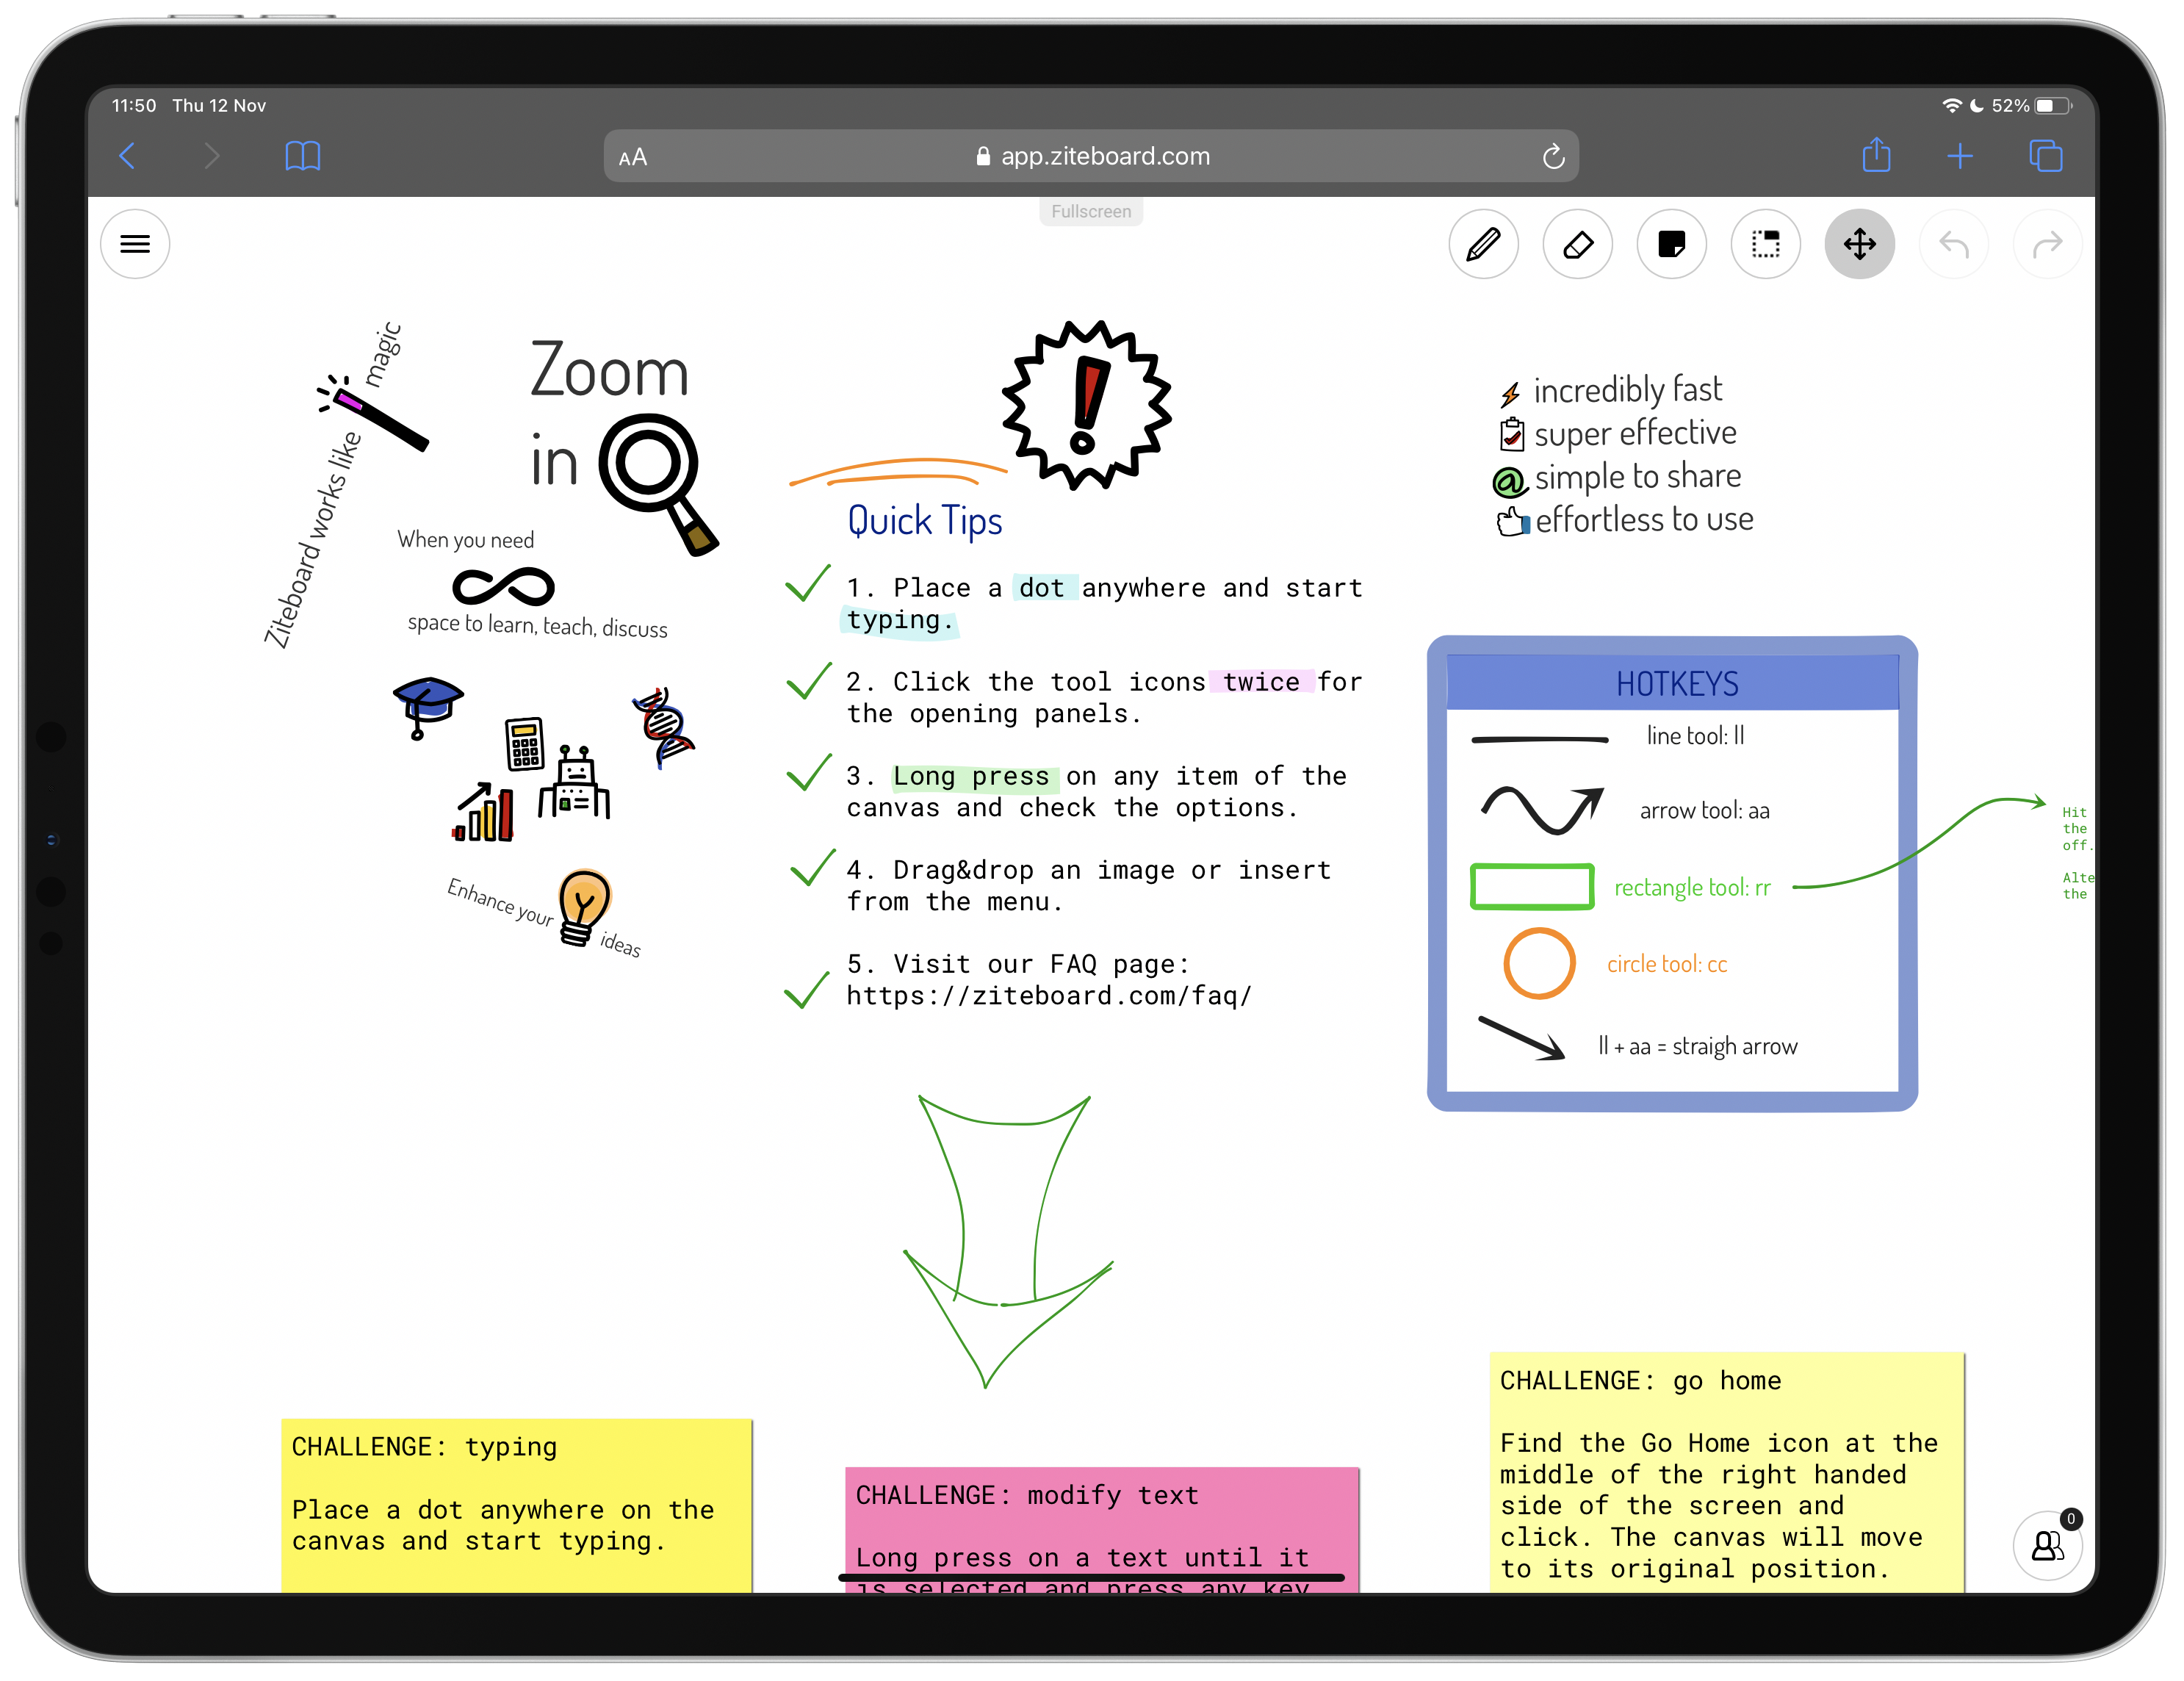 11:50 Thu 12 Nov
52%
AA
app.ziteboard.com
Fullscreen
Ziteboard works like
magic
Zoom
in
When you need
space to learn, teach, discuss
Enhance your
ideas
Quick Tips
1. Place a dot anywhere and start
typing.
2. Click the tool icons twice for
the opening panels.
3. Long press on any item of the
canvas and check the options.
4. Drag&drop an image or insert
from the menu.
5. Visit our FAQ page:
https://ziteboard.com/faq/
incredibly fast
super effective
@ simple to share
effortless to use
HOTKEYS
line tool: ll
arrow tool: aa
rectangle tool: rr
circle tool: cc
ll + aa = straigh arrow
Hit
the
off.
Alte
the
CHALLENGE: typing
Place a dot anywhere on the
canvas and start typing.
CHALLENGE: modify text
Long press on a text until it
is selected and press any key
CHALLENGE: go home
Find the Go Home icon at the
middle of the right handed
side of the screen and
click. The canvas will move
to its original position.
0